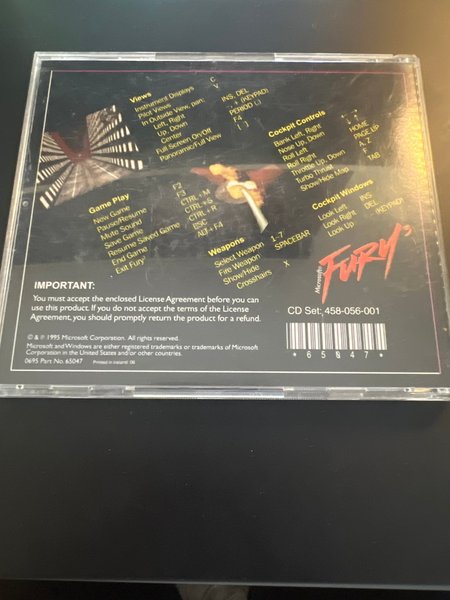 Views
Instrument Displays C
Pilot Views V
In Outside View, pan:
Left, Right INS, DEL
Up, Down (KEYPAD)
Center PERIOD (.)
Full Screen On/Off F4
Panoramic/Full View
Game Play
New Game F2
Pause/Resume F3
Mute Sound CTRL + M
Save Game CTRL + S
Resume Saved Game CTRL + R
End Game ESC
Exit Fury³ ALT + F4
Cockpit Controls
Bank Left, Right
Nose Up, Down
Roll Left HOME
Roll Right PAGE UP
Throttle Up, Down A, Z
Turbo Thrust
Show/Hide Map TAB
Cockpit Windows
Look Left INS
Look Right DEL
Look Up KEYPAD
Weapons
Select Weapon 1-7
Fire Weapon SPACEBAR
Show/Hide
Crosshairs X
Microsoft
FURY³
CD Set: 458-056-001
*65047*
IMPORTANT:
You must accept the enclosed License Agreement before you can
use this product. If you do not accept the terms of the License
Agreement, you should promptly return the product for a refund.
© & ℗ 1995 Microsoft Corporation. All rights reserved.
Microsoft and Windows are either registered trademarks or trademarks of Microsoft
Corporation in the United States and/or other countries.
0695 Part No. 65047 Printed in Ireland: 06